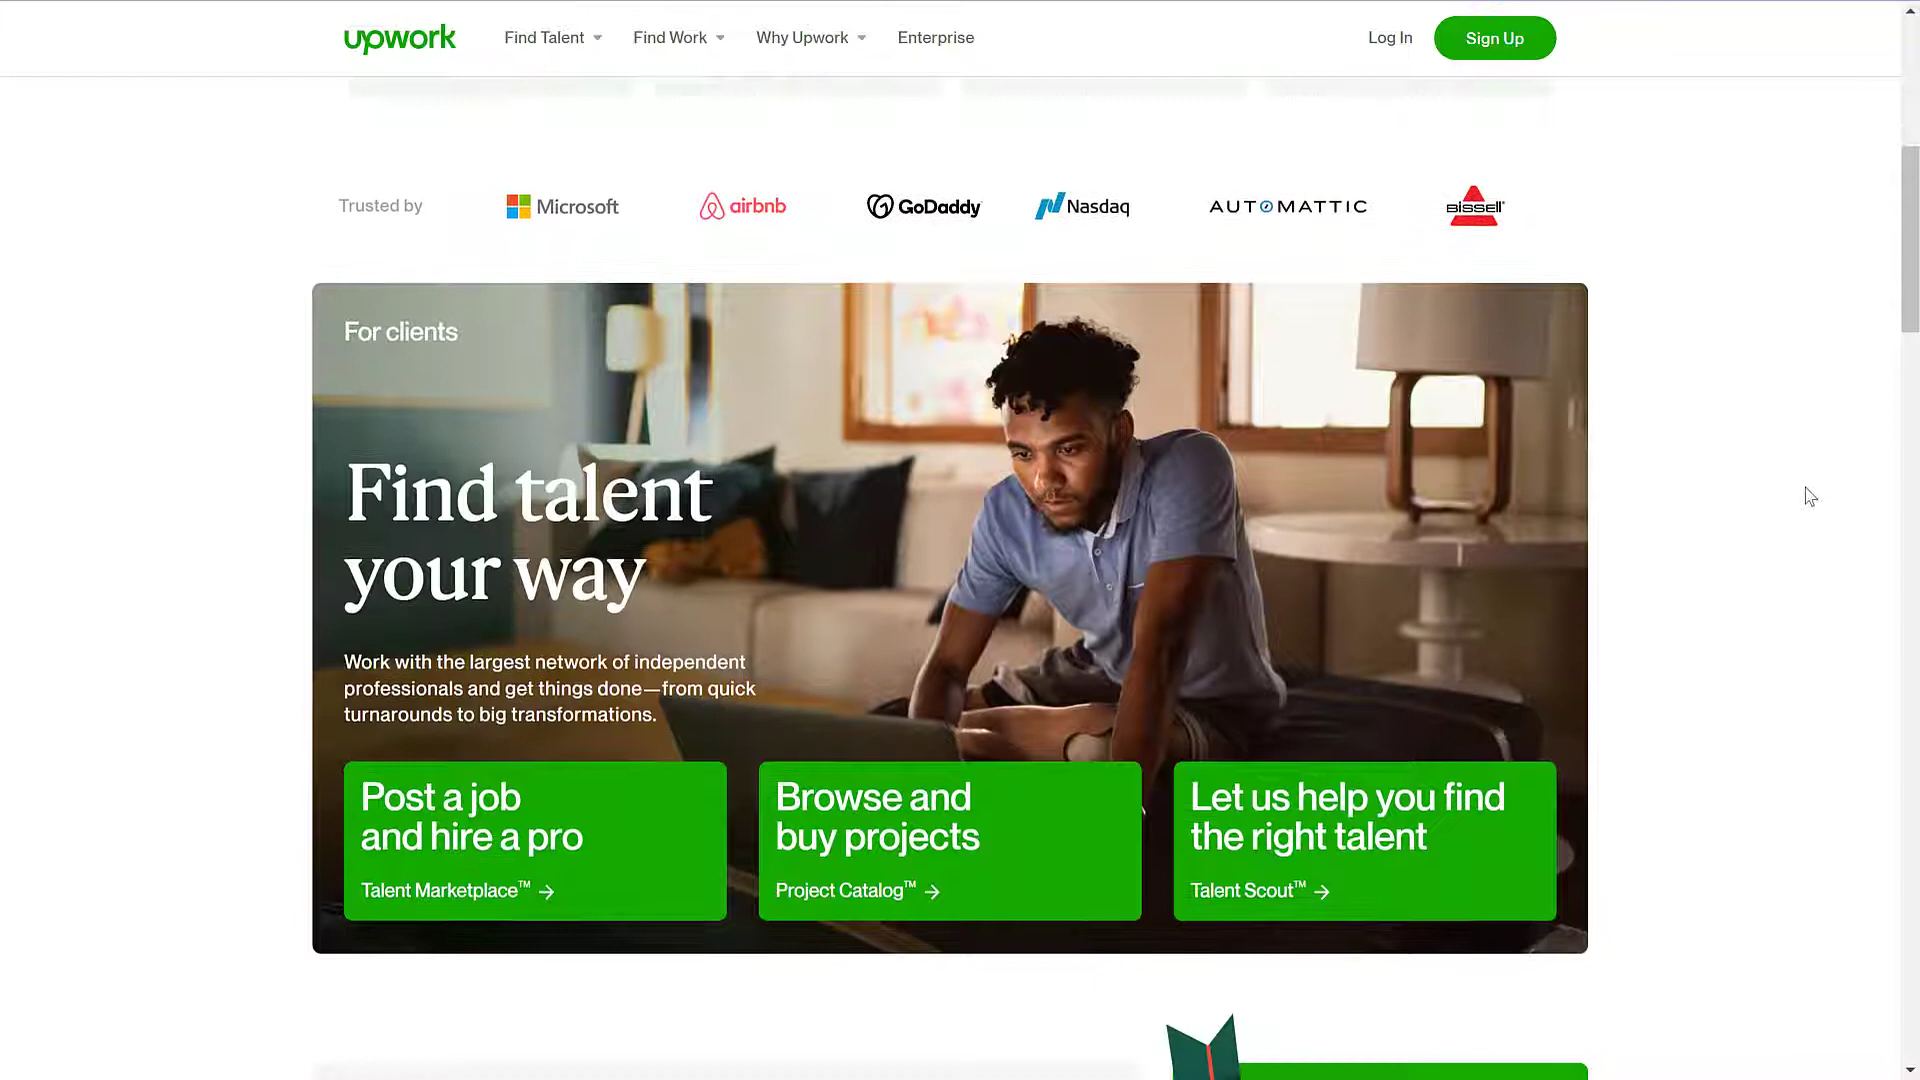 upwork
Find Talent
Find Work
Why Upwork
Enterprise
Log In
Sign Up
Trusted by
Microsoft
airbnb
GoDaddy
Nasdaq
AUTOMATTIC
BISSELL®
For clients
Find talent
your way
Work with the largest network of independent
professionals and get things done—from quick
turnarounds to big transformations.
Post a job
and hire a pro
Talent Marketplace™ →
Browse and
buy projects
Project Catalog™ →
Let us help you find
the right talent
Talent Scout™ →